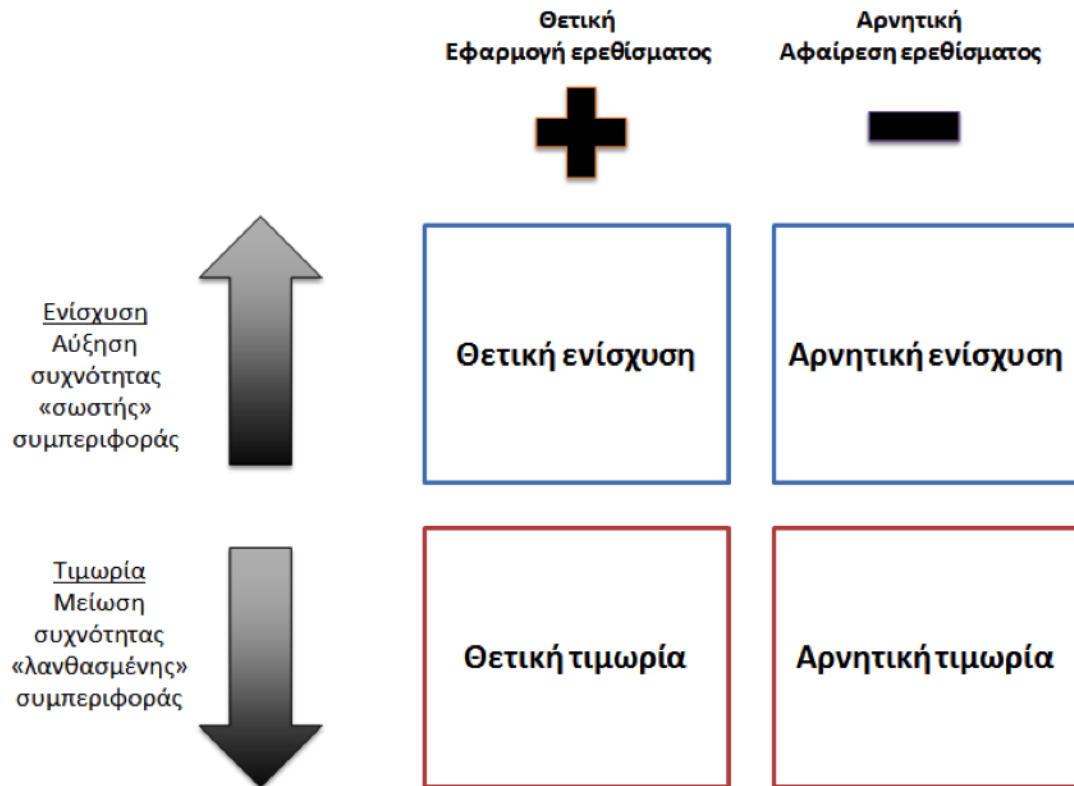 Θετική
Εφαρμογή ερεθίσματος
Αρνητική
Αφαίρεση ερεθίσματος
Ενίσχυση
Αύξηση
συχνότητας
«σωστής»
συμπεριφοράς
Θετική ενίσχυση
Αρνητική ενίσχυση
Τιμωρία
Μείωση
συχνότητας
«λανθασμένης»
συμπεριφοράς
Θετική τιμωρία
Αρνητική τιμωρία